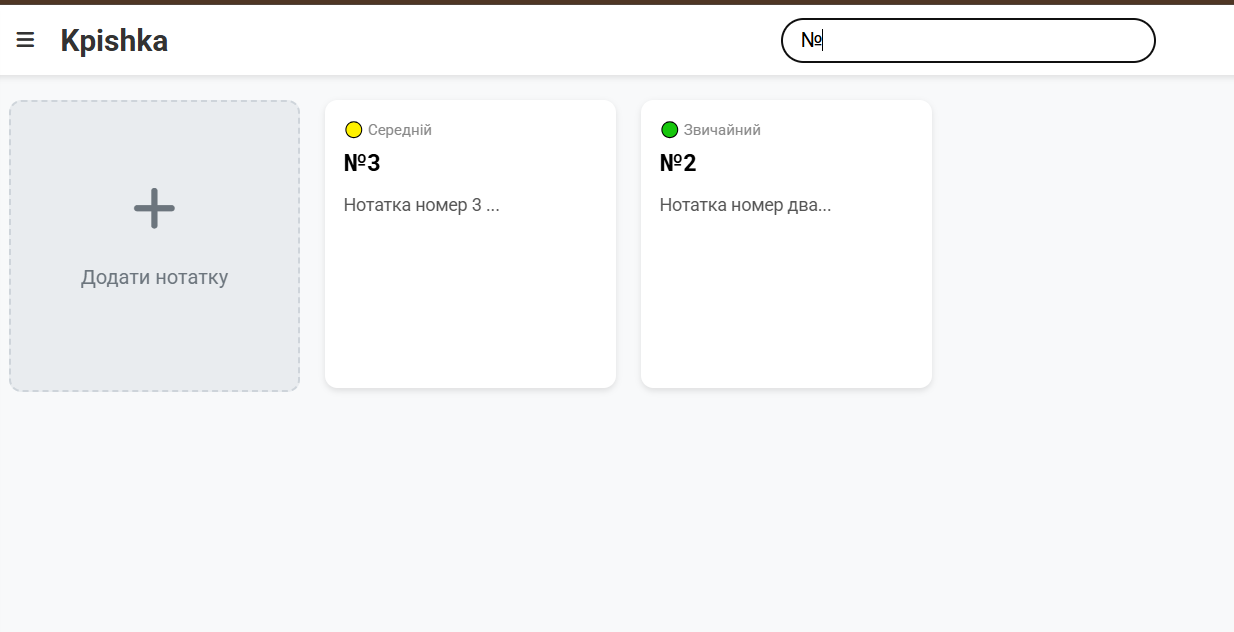 Kpishka
№
Додати нотатку
Середній
№3
Нотатка номер 3 ...
Звичайний
№2
Нотатка номер два...